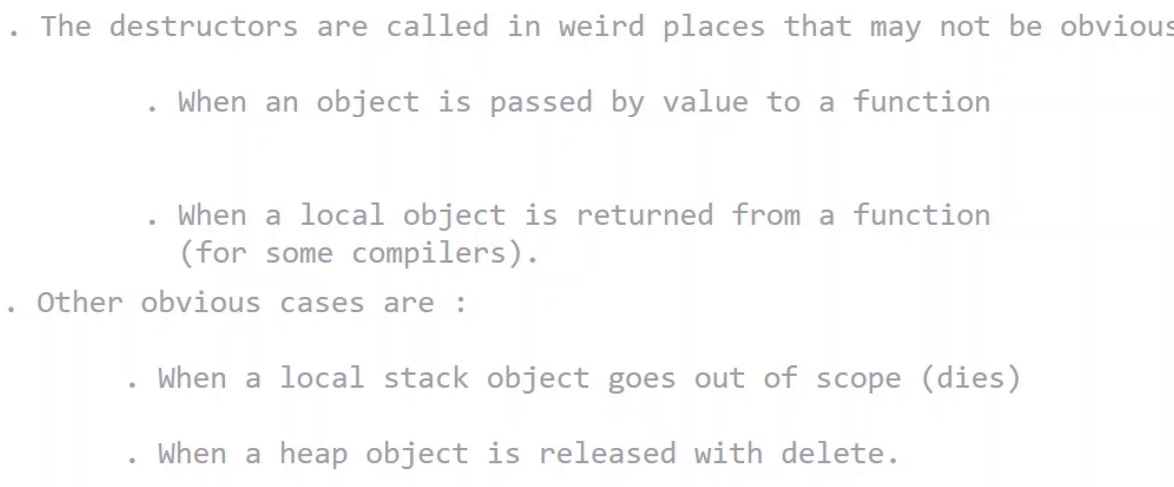 . The destructors are called in weird places that may not be obvious
. When an object is passed by value to a function
. When a local object is returned from a function
(for some compilers).
. Other obvious cases are :
. When a local stack object goes out of scope (dies)
. When a heap object is released with delete.